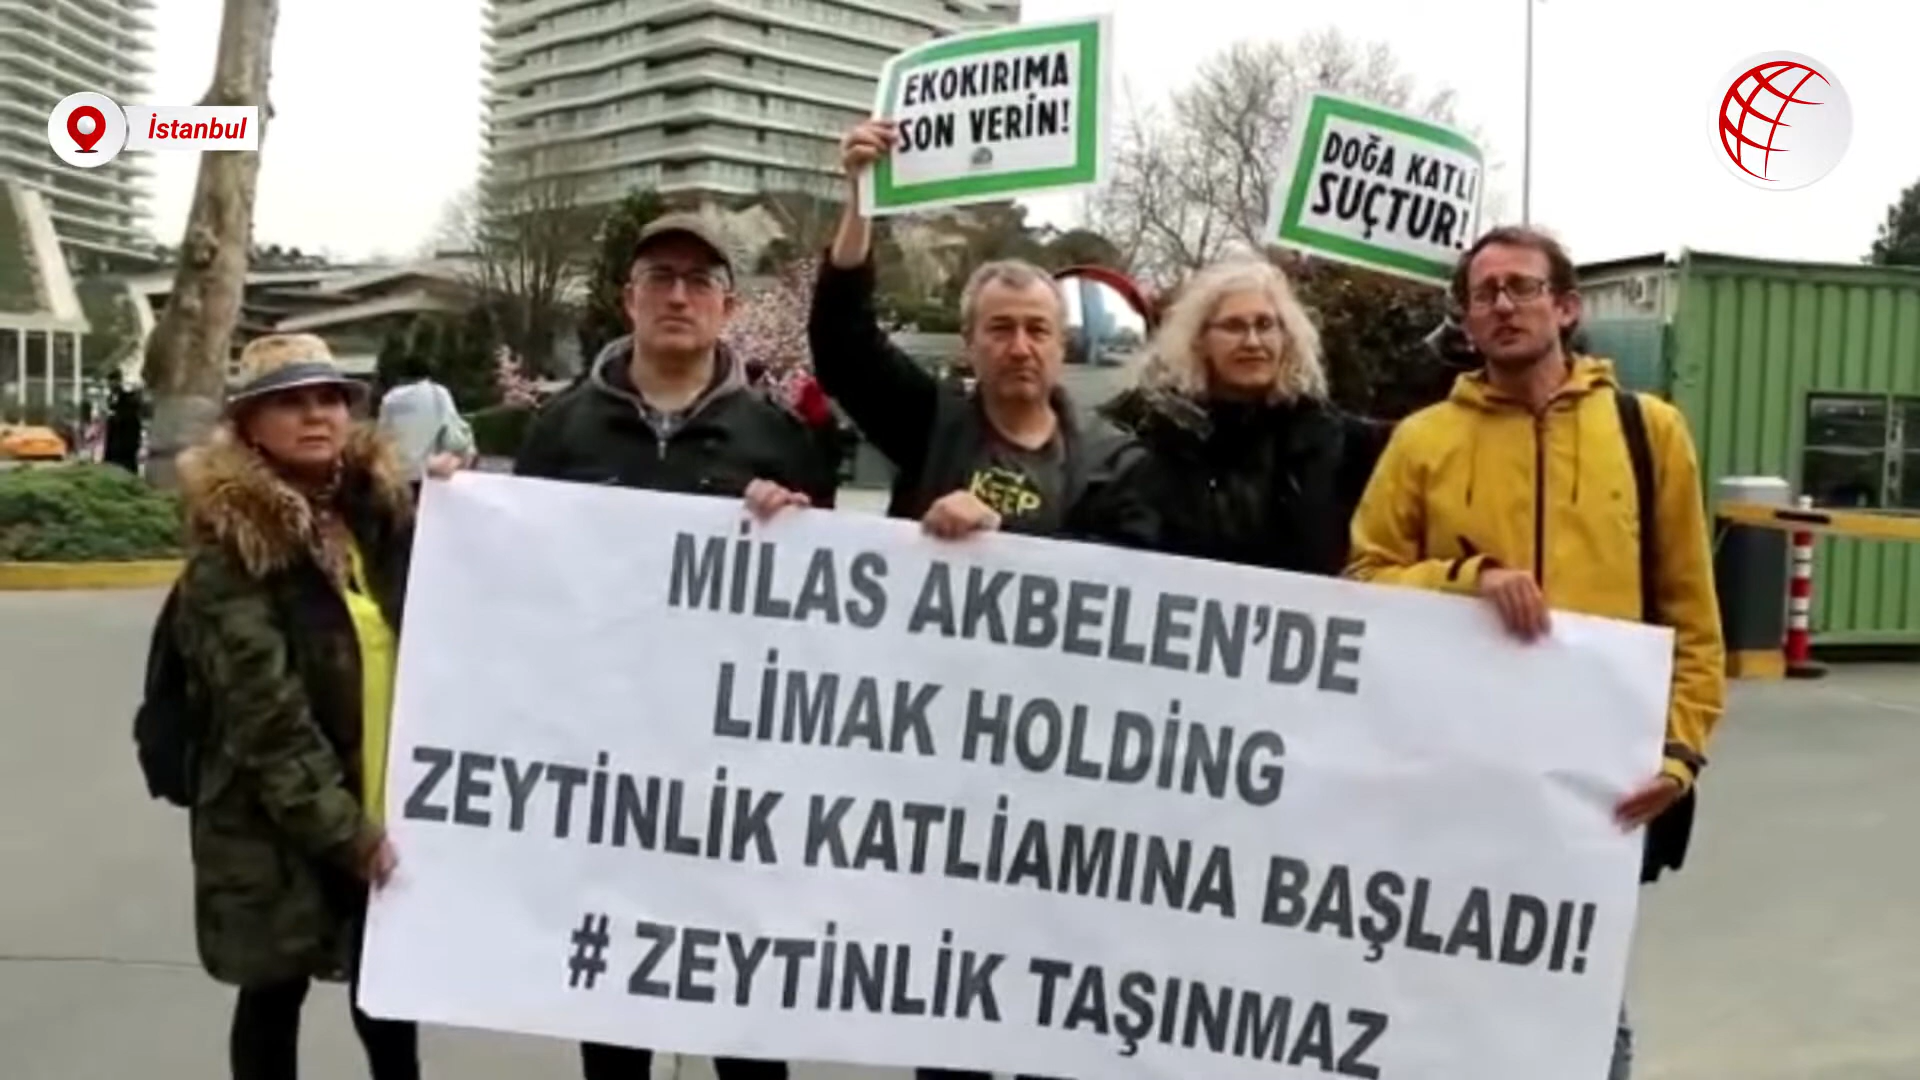 İstanbul
EKOKIRIMA
SON VERİN!
DOĞA KATLİ
SUÇTUR!
KEEP
MİLAS AKBELEN'DE
LİMAK HOLDİNG
ZEYTİNLİK KATLİAMINA BAŞLADI!
# ZEYTİNLİK TAŞINMAZ